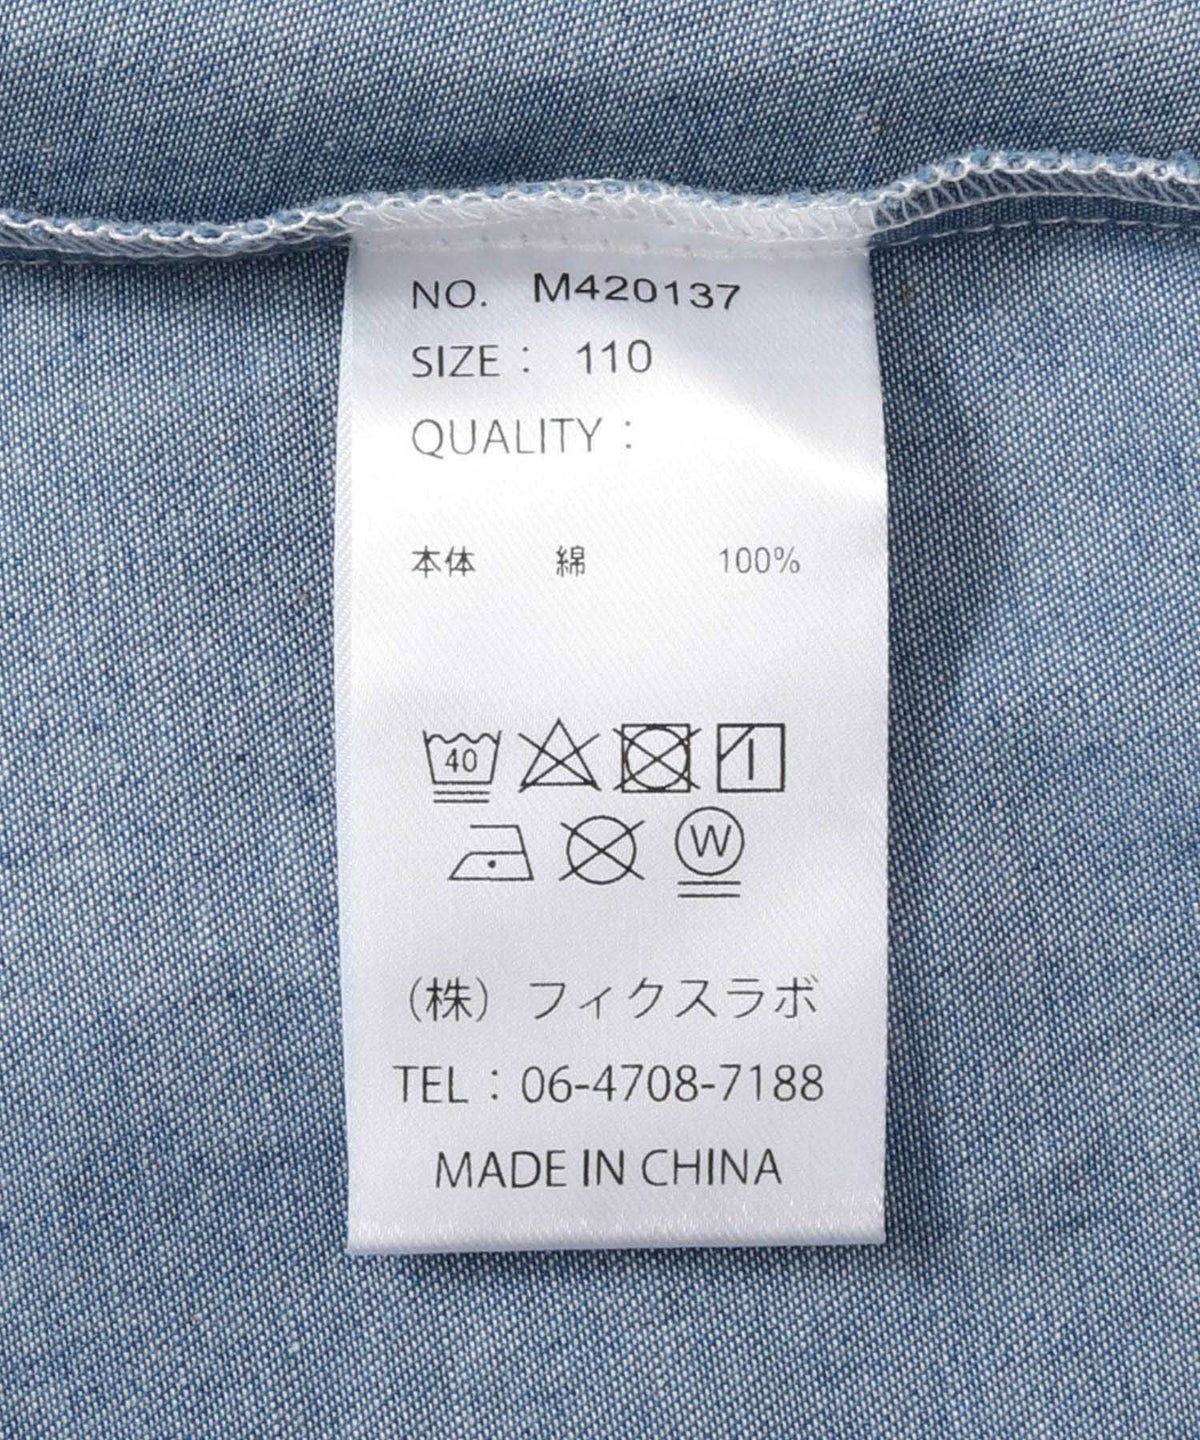 NO. M420137
SIZE : 110
QUALITY :
本体 綿 100%
40
W
(株) フィクスラボ
TEL : 06-4708-7188
MADE IN CHINA